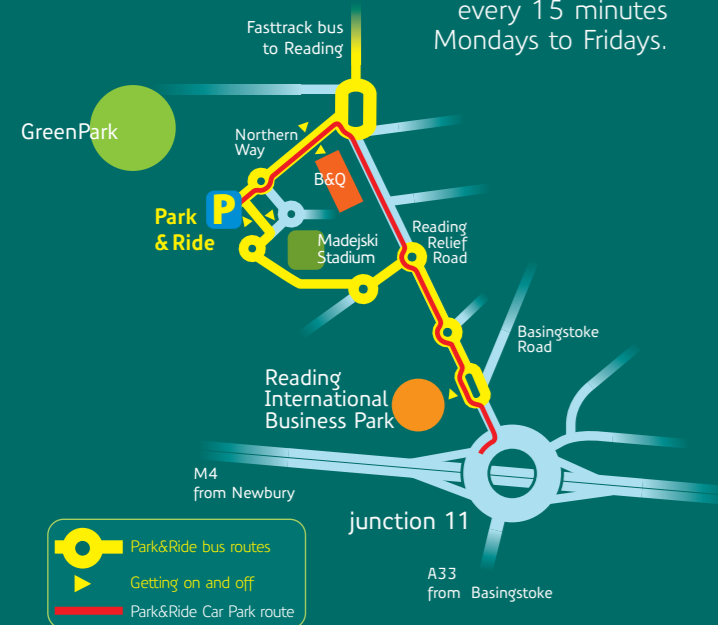 every 15 minutes
Mondays to Fridays.
Fasttrack bus
to Reading
GreenPark
Northern
Way
B&Q
P
Park
& Ride
Madejski
Stadium
Reading
Relief
Road
Basingstoke
Road
Reading
International
Business Park
M4
from Newbury
junction 11
A33
from Basingstoke
Park&Ride bus routes
Getting on and off
Park&Ride Car Park route